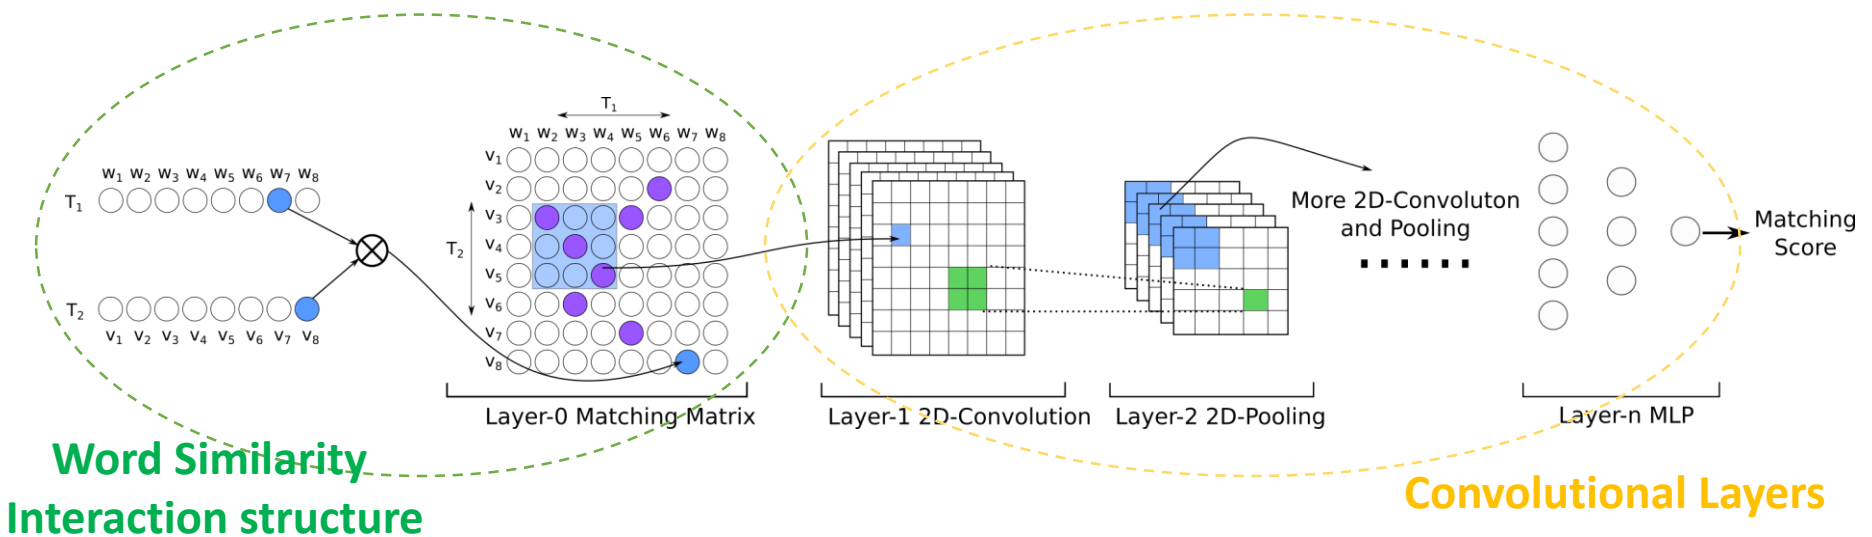 T₁
w₁ w₂ w₃ w₄ w₅ w₆ w₇ w₈
T₁
T₂
v₁ v₂ v₃ v₄ v₅ v₆ v₇ v₈
T₁
w₁ w₂ w₃ w₄ w₅ w₆ w₇ w₈
v₁
v₂
v₃
v₄
T₂
v₅
v₆
v₇
v₈
More 2D-Convoluton
and Pooling
Matching
Score
Layer-0 Matching Matrix
Layer-1 2D-Convolution
Layer-2 2D-Pooling
Layer-n MLP
Word Similarity
Interaction structure
Convolutional Layers